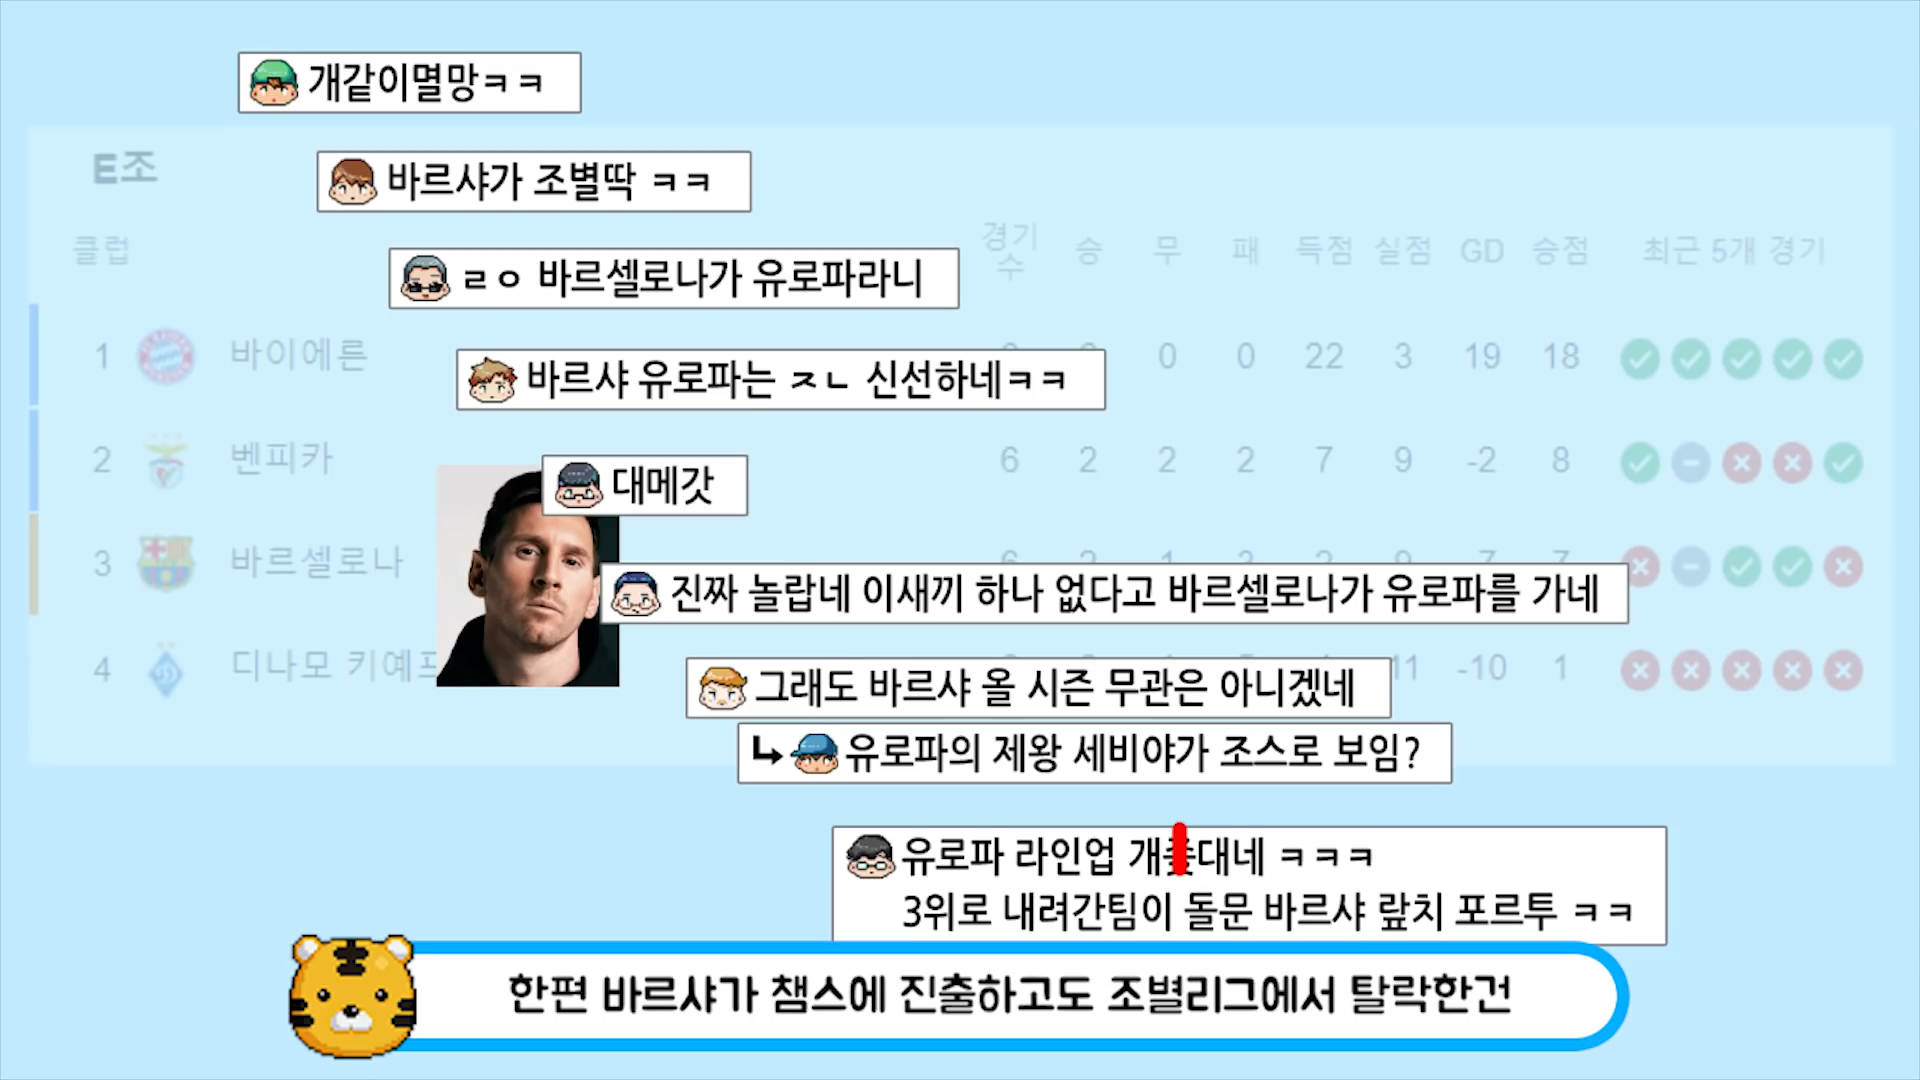 개같이멸망ㅋㅋ
E조
바르샤가 조별딱 ㅋㅋ
클럽 경기수 승 무 패 득점 실점 GD 승점 최근 5개 경기
ㄹㅇ 바르셀로나가 유로파라니
1 바이에른 0 0 22 3 19 18
바르샤 유로파는 ㅈㄴ 신선하네ㅋㅋ
2 벤피카 6 2 2 2 7 9 -2 8
대메갓
3 바르셀로나
진짜 놀랍네 이새끼 하나 없다고 바르셀로나가 유로파를 가네
4 디나모 키예프 11 -10 1
그래도 바르샤 올 시즌 무관은 아니겠네
유로파의 제왕 세비야가 조스로 보임?
유로파 라인업 개 대네 ㅋㅋㅋ
3위로 내려간팀이 돌문 바르샤 랖치 포르투 ㅋㅋ
한편 바르샤가 챔스에 진출하고도 조별리그에서 탈락한건